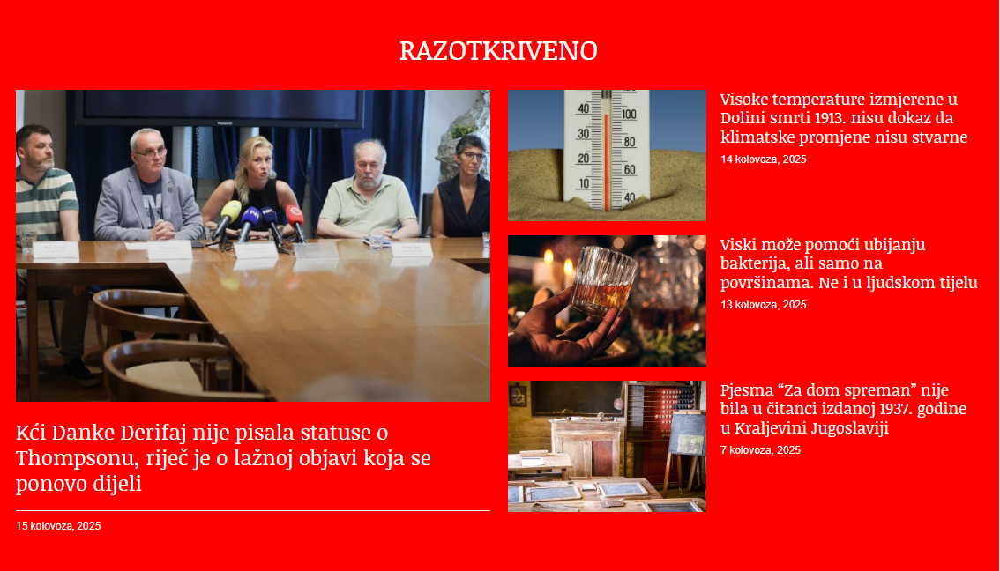 RAZOTKRIVENO
Kći Danke Derifaj nije pisala statuse o
Thompsonu, riječ je o lažnoj objavi koja se
ponovo dijeli
15 kolovoza, 2025
Visoke temperature izmjerene u
Dolini smrti 1913. nisu dokaz da
klimatske promjene nisu stvarne
14 kolovoza, 2025
40
100
30
80
20
60
10
40
Viski može pomoći ubijanju
bakterija, ali samo na
površinama. Ne i u ljudskom tijelu
13 kolovoza, 2025
Pjesma “Za dom spreman” nije
bila u čitanci izdanoj 1937. godine
u Kraljevini Jugoslaviji
7 kolovoza, 2025